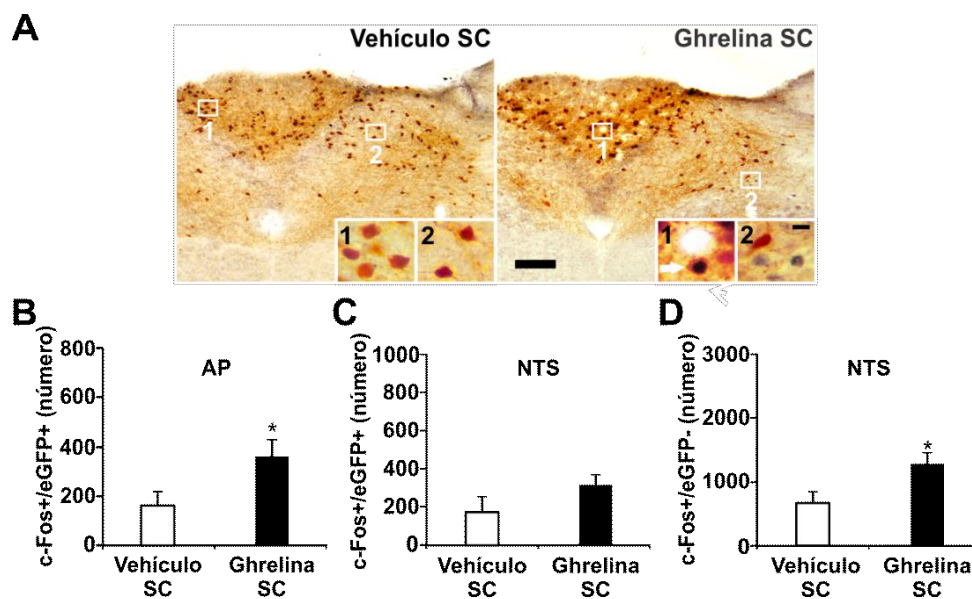 A
Vehículo SC
Ghrelina SC
1
2
1
2
1
2
1
2
B
C
D
c-Fos+/eGFP+ (número)
800
600
400
200
0
AP
*
Vehículo SC
Ghrelina SC
c-Fos+/eGFP+ (número)
1000
800
600
400
200
0
NTS
Vehículo SC
Ghrelina SC
c-Fos+/eGFP- (número)
3000
2000
1000
0
NTS
*
Vehículo SC
Ghrelina SC